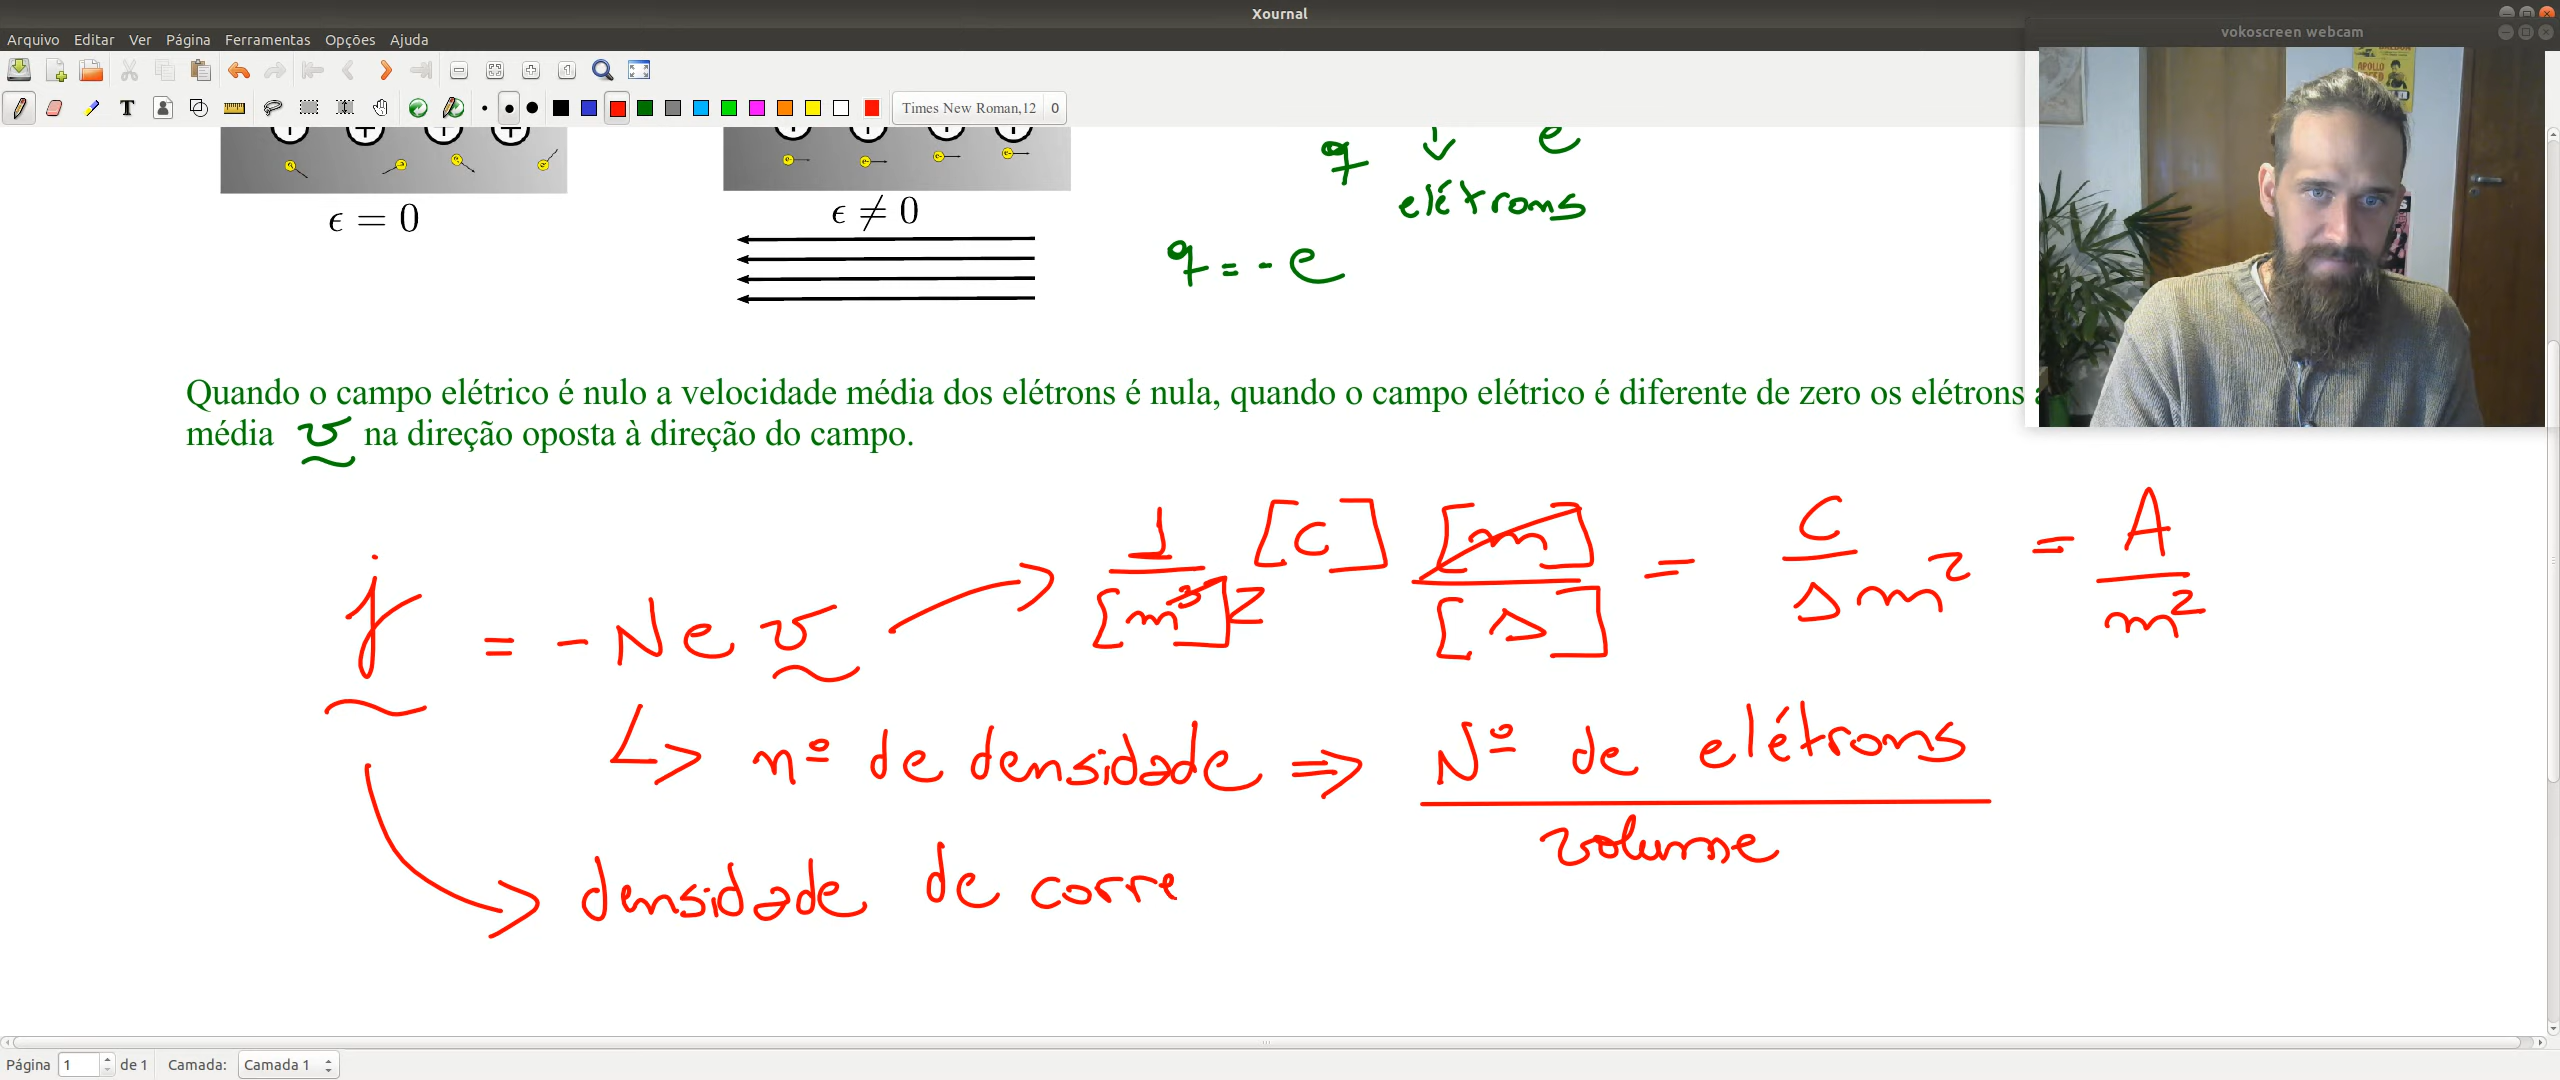 Xournal
vokoscreen webcam
Arquivo Editar Ver Página Ferramentas Opções Ajuda
T Times New Roman,12 0
APOLLO
ϵ = 0
ϵ ≠ 0
q e
elétrons
q = - e
Quando o campo elétrico é nulo a velocidade média dos elétrons é nula, quando o campo elétrico é diferente de zero os elétrons a
média v na direção oposta à direção do campo.
j = - N e v → 1/[m³]2 [C] [m]/[s] = C/s m² = A/m²
↳ nº de densidade ⇒ Nº de elétrons
volume
densidade de corre
Página 1 de 1 Camada: Camada 1